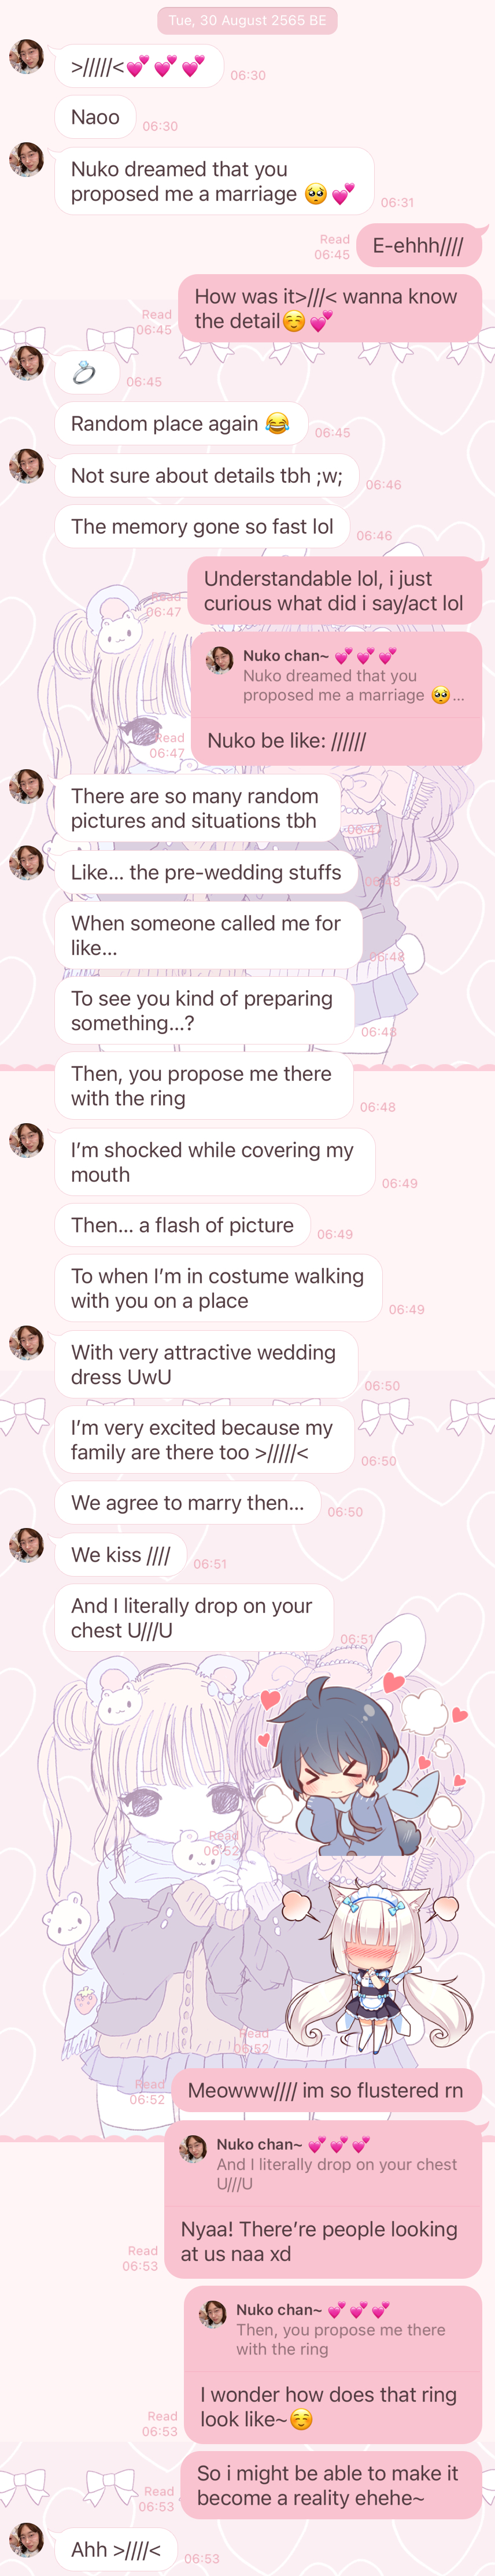 Tue, 30 August 2565 BE
>/////<💕💕💕
06:30
Naoo
06:30
Nuko dreamed that you
proposed me a marriage 🥺💕
06:31
Read
06:45
E-ehhh////
Read
06:45
How was it>///< wanna know
the detail☺️💕
💍
06:45
Random place again 😂
06:45
Not sure about details tbh ;w;
06:46
The memory gone so fast lol
06:46
Read
06:47
Understandable lol, i just
curious what did i say/act lol
Nuko chan~ 💕💕💕
Nuko dreamed that you
proposed me a marriage 🥺...
Read
06:47
Nuko be like: //////
There are so many random
pictures and situations tbh
06:47
Like... the pre-wedding stuffs
06:48
When someone called me for
like...
06:48
To see you kind of preparing
something...?
06:48
Then, you propose me there
with the ring
06:48
I'm shocked while covering my
mouth
06:49
Then... a flash of picture
06:49
To when I'm in costume walking
with you on a place
06:49
With very attractive wedding
dress UwU
06:50
I'm very excited because my
family are there too >/////<
06:50
We agree to marry then...
06:50
We kiss ////
06:51
And I literally drop on your
chest U///U
06:51
Read
06:52
Read
06:52
Read
06:52
Meowww//// im so flustered rn
Nuko chan~ 💕💕💕
And I literally drop on your chest
U///U
Nyaa! There're people looking
at us naa xd
Read
06:53
Nuko chan~ 💕💕💕
Then, you propose me there
with the ring
I wonder how does that ring
look like~☺️
Read
06:53
So i might be able to make it
become a reality ehehe~
Read
06:53
Ahh >////<
06:53